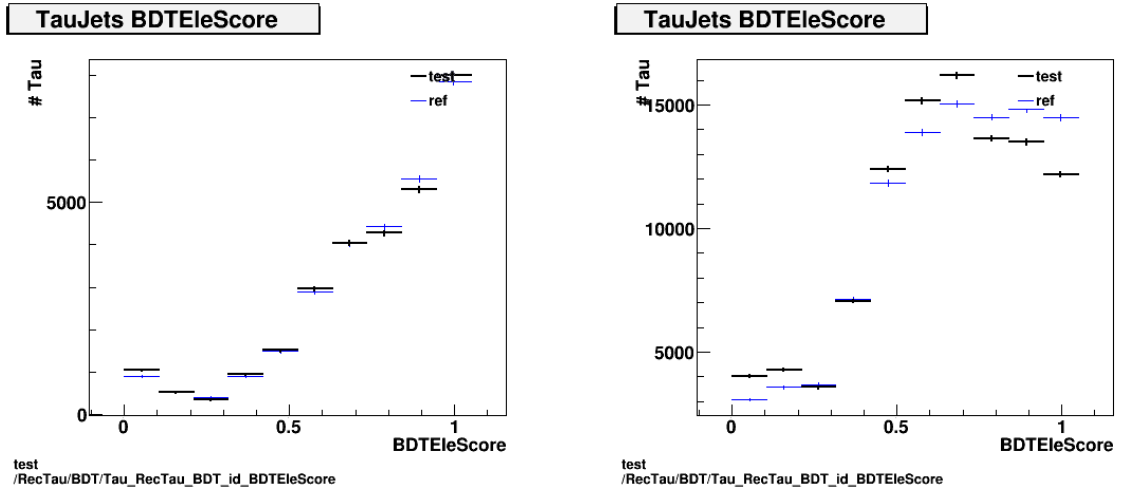 TauJets BDTEleScore
# Tau
test
ref
5000
0
0
0.5
1
BDTEleScore
test
/RecTau/BDT/Tau_RecTau_BDT_id_BDTEleScore
TauJets BDTEleScore
# Tau
test
ref
15000
10000
5000
0
0.5
1
BDTEleScore
test
/RecTau/BDT/Tau_RecTau_BDT_id_BDTEleScore